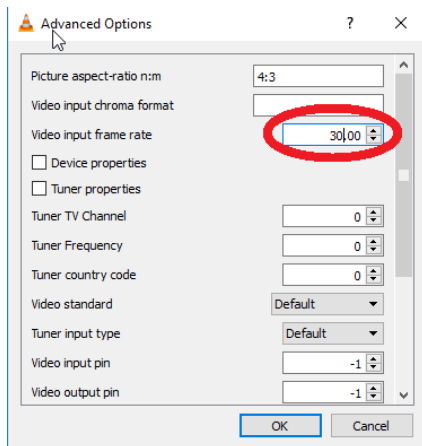 Advanced Options ? ×
Picture aspect-ratio n:m 4:3
Video input chroma format
Video input frame rate 30,00
Device properties
Tuner properties
Tuner TV Channel 0
Tuner Frequency 0
Tuner country code 0
Video standard Default
Tuner input type Default
Video input pin -1
Video output pin -1
OK Cancel